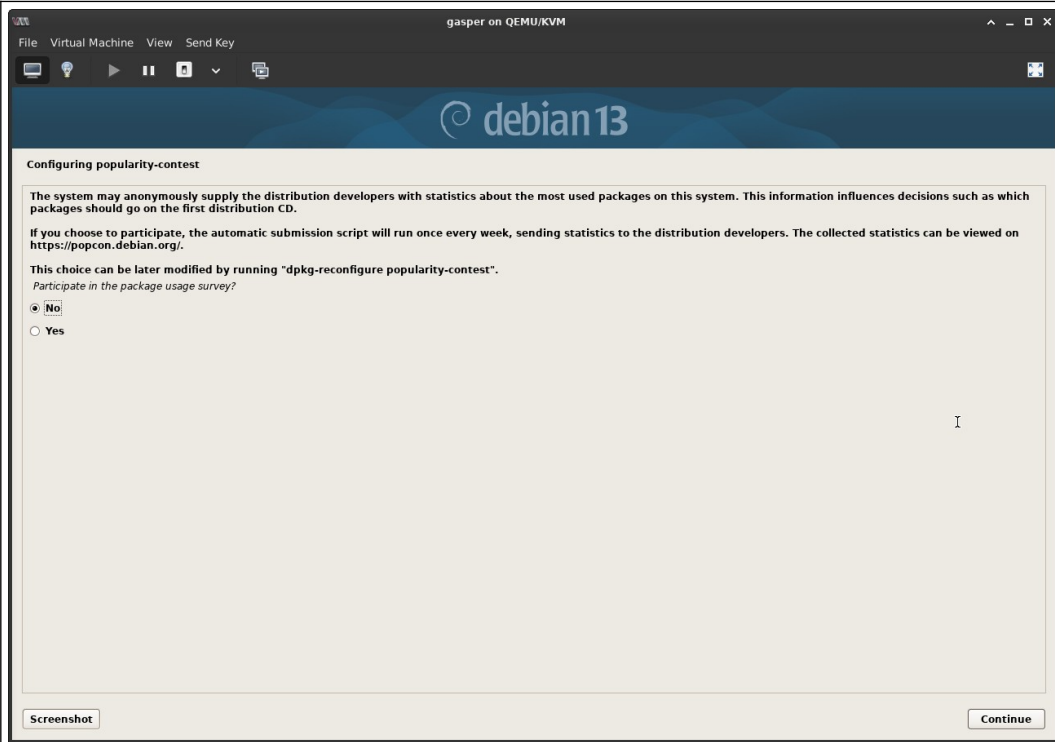 gasper on QEMU/KVM
File Virtual Machine View Send Key
debian 13
Configuring popularity-contest
The system may anonymously supply the distribution developers with statistics about the most used packages on this system. This information influences decisions such as which
packages should go on the first distribution CD.
If you choose to participate, the automatic submission script will run once every week, sending statistics to the distribution developers. The collected statistics can be viewed on
https://popcon.debian.org/.
This choice can be later modified by running "dpkg-reconfigure popularity-contest".
Participate in the package usage survey?
No
Yes
Screenshot Continue